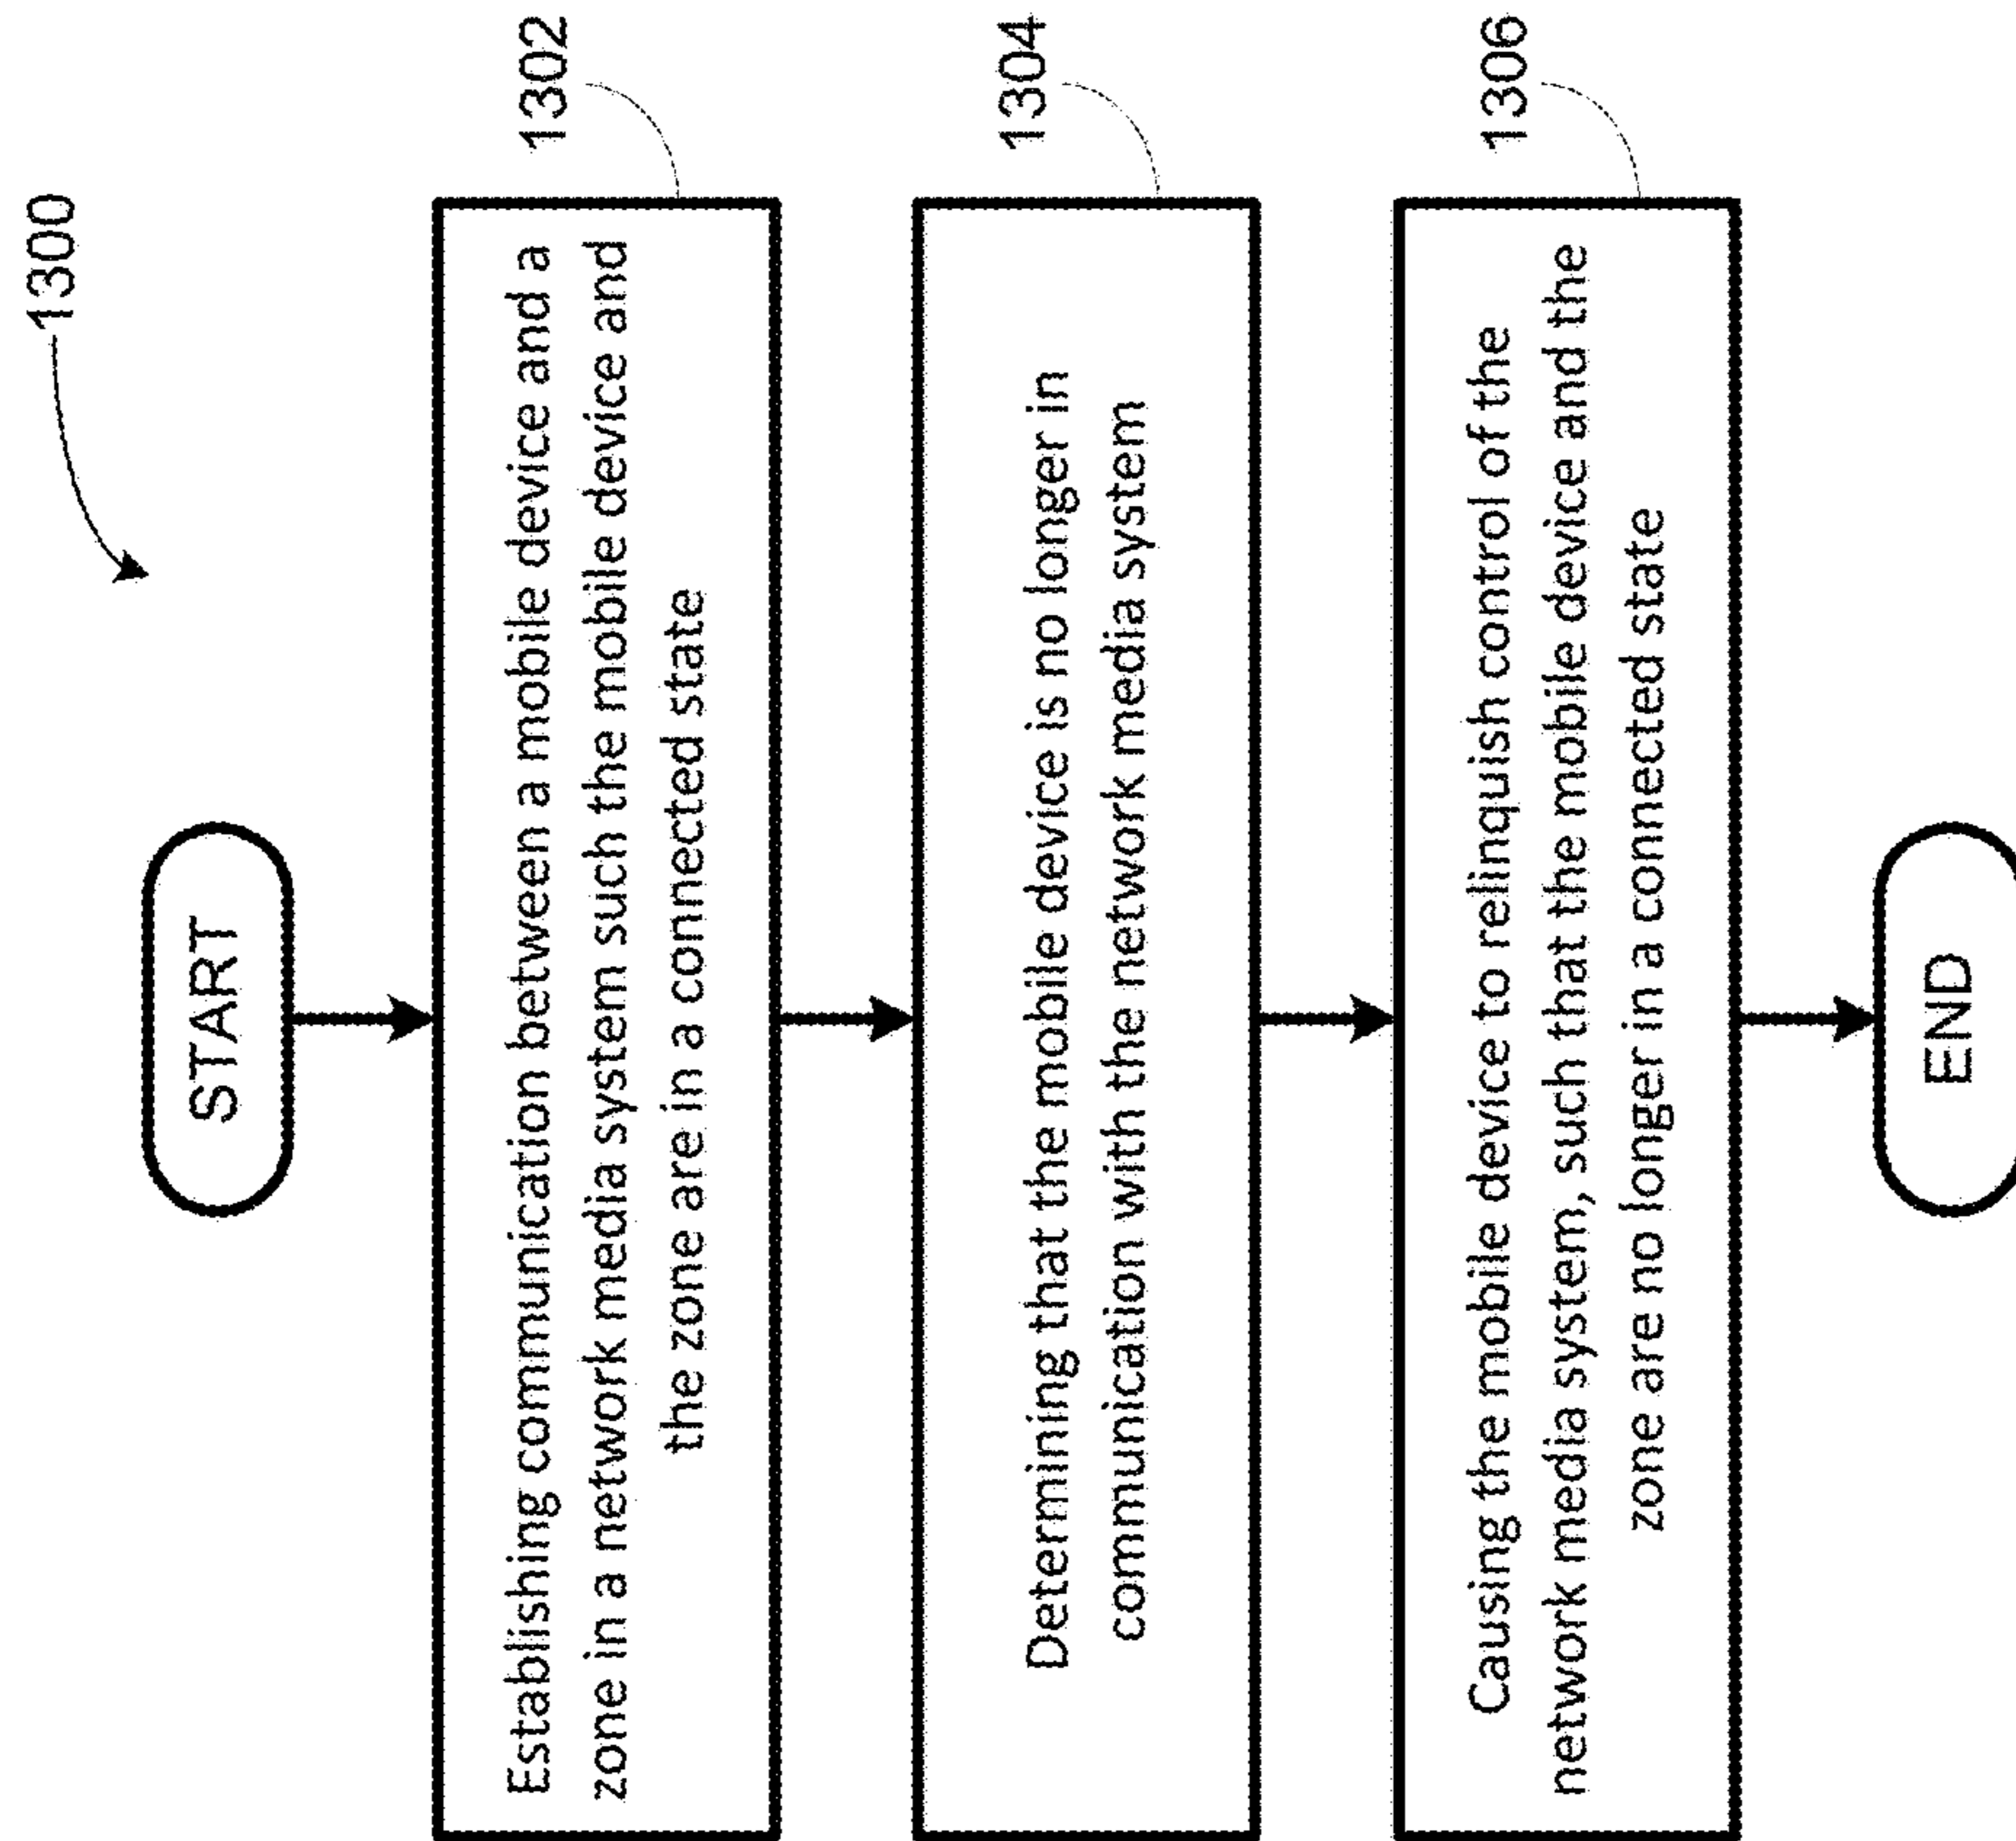 1300
START
Establishing communication between a mobile device and a
zone in a network media system such the mobile device and
the zone are in a connected state
1302
Determining that the mobile device is no longer in
communication with the network media system
1304
Causing the mobile device to relinquish control of the
network media system, such that the mobile device and the
zone are no longer in a connected state
1306
END